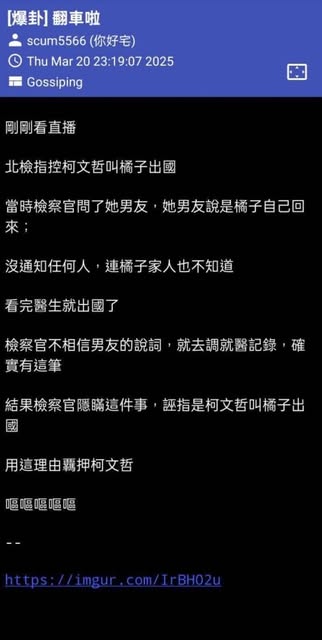 [爆卦] 翻車啦
scum5566 (你好宅)
Thu Mar 20 23:19:07 2025
Gossiping
剛剛看直播
北檢指控柯文哲叫橘子出國
當時檢察官問了她男友，她男友說是橘子自己回
來；
沒通知任何人，連橘子家人也不知道
看完醫生就出國了
檢察官不相信男友的說詞，就去調就醫記錄，確
實有這筆
結果檢察官隱瞞這件事，誣指是柯文哲叫橘子出
國
用這理由羈押柯文哲
嘔嘔嘔嘔嘔
--
https://imgur.com/IrBHO2u